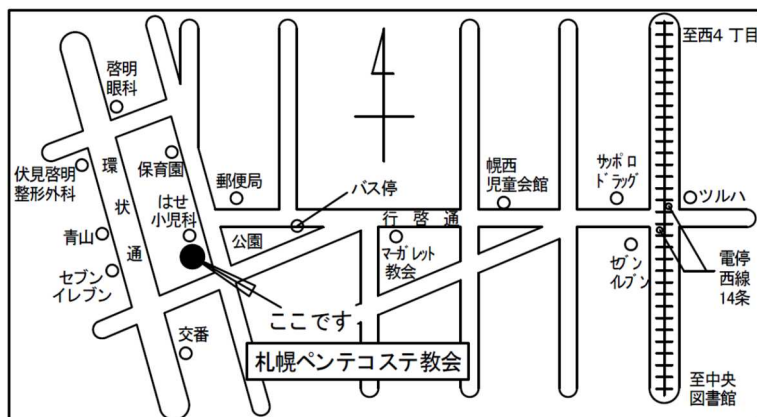 至西4 丁目
啓明
眼科
環
状
通
伏見啓明
整形外科
保育園
はせ
小児科
郵便局
バス停
幌西
児童会館
サッポロ
ドラッグ
ツルハ
公園
行 啓 通
マーガレット
教会
青山
セブン
イレブン
セブン
イレブン
電停
西線
14条
ここです
交番
札幌ペンテコステ教会
至中央
図書館